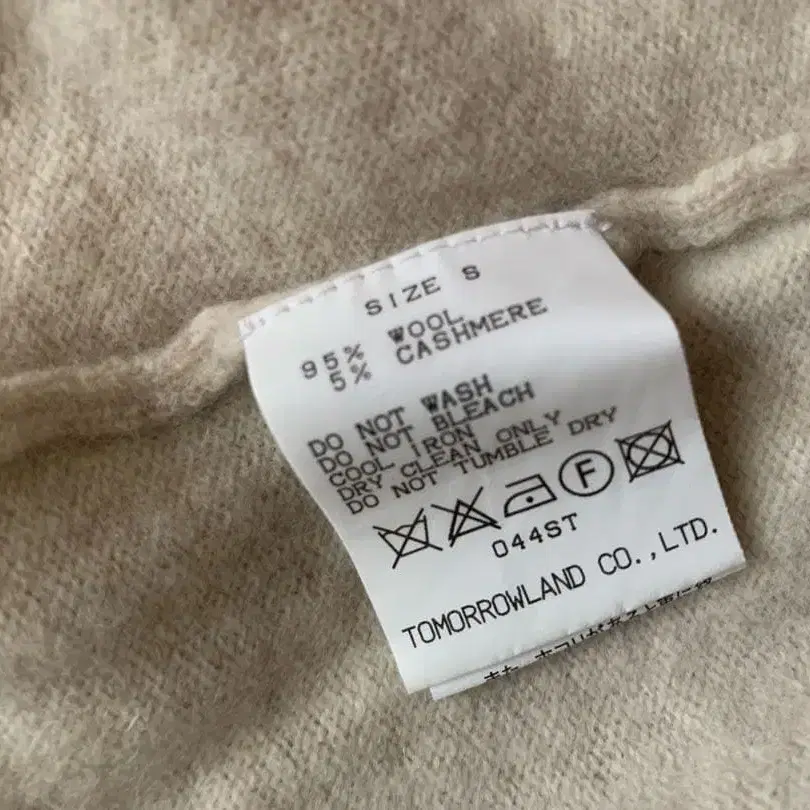 SIZE S
95% WOOL
5% CASHMERE
DO NOT WASH
DO NOT BLEACH
COOL IRON
DRY CLEAN ONLY
DO NOT TUMBLE DRY
F
044ST
TOMORROWLAND CO.,LTD.